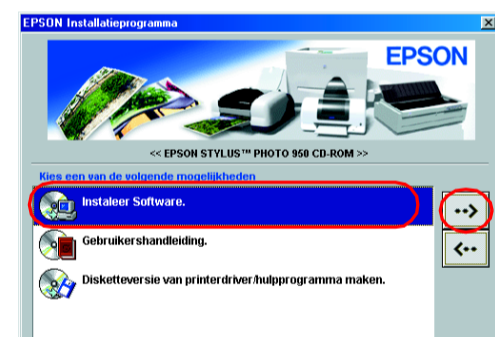 EPSON Installatieprogramma
EPSON
<< EPSON STYLUS™ PHOTO 950 CD-ROM >>
Kies een van de volgende mogelijkheden
Instaleer Software.
Gebruikershandleiding.
Disketteversie van printerdriver/hulpprogramma maken.